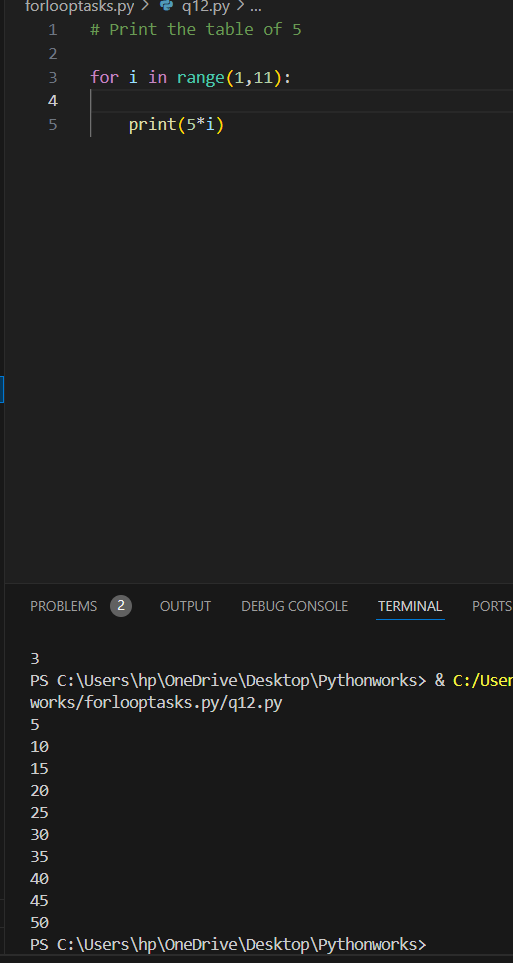 forlooptasks.py > q12.py > ...
1 # Print the table of 5
2
3 for i in range(1,11):
4
5 print(5*i)
PROBLEMS 2 OUTPUT DEBUG CONSOLE TERMINAL PORTS
3
PS C:\Users\hp\OneDrive\Desktop\Pythonworks> & C:/User
works/forlooptasks.py/q12.py
5
10
15
20
25
30
35
40
45
50
PS C:\Users\hp\OneDrive\Desktop\Pythonworks>